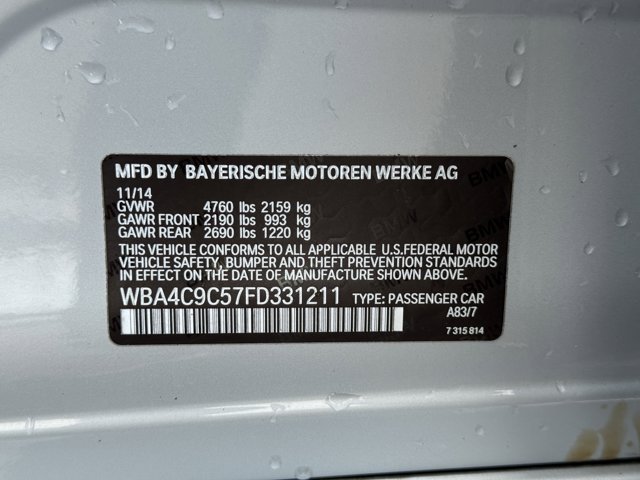 MFD BY BAYERISCHE MOTOREN WERKE AG
11/14
GVWR 4760 lbs 2159 kg
GAWR FRONT 2190 lbs 993 kg
GAWR REAR 2690 lbs 1220 kg
THIS VEHICLE CONFORMS TO ALL APPLICABLE U.S.FEDERAL MOTOR
VEHICLE SAFETY, BUMPER AND THEFT PREVENTION STANDARDS
IN EFFECT ON THE DATE OF MANUFACTURE SHOWN ABOVE.
WBA4C9C57FD331211 TYPE: PASSENGER CAR
A83/7
7 315 814